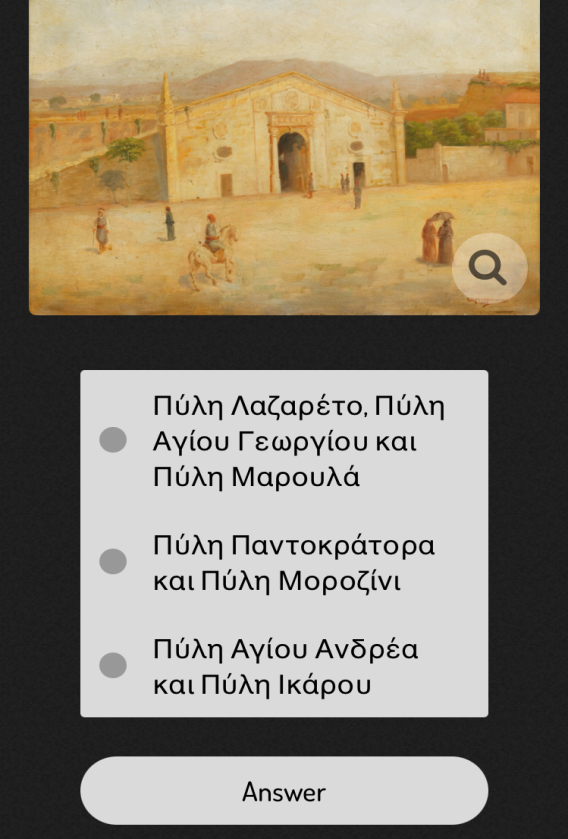 Πύλη Λαζαρέτο, Πύλη
Αγίου Γεωργίου και
Πύλη Μαρουλά
Πύλη Παντοκράτορα
και Πύλη Μοροζίνι
Πύλη Αγίου Ανδρέα
και Πύλη Ικάρου
Answer